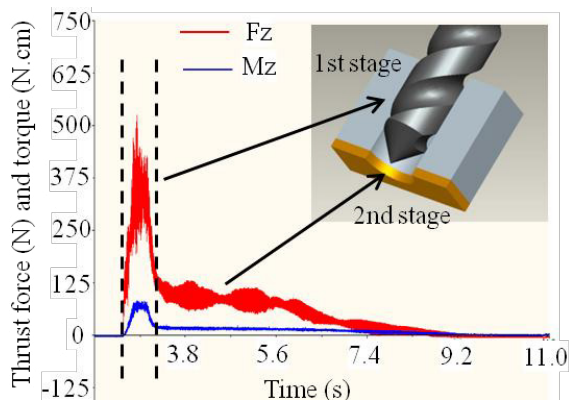 750
625
500
375
250
125
0
-125
Thrust force (N) and torque (N.cm)
Fz
Mz
1st stage
2nd stage
3.8
5.6
7.4
9.2
11.0
Time (s)